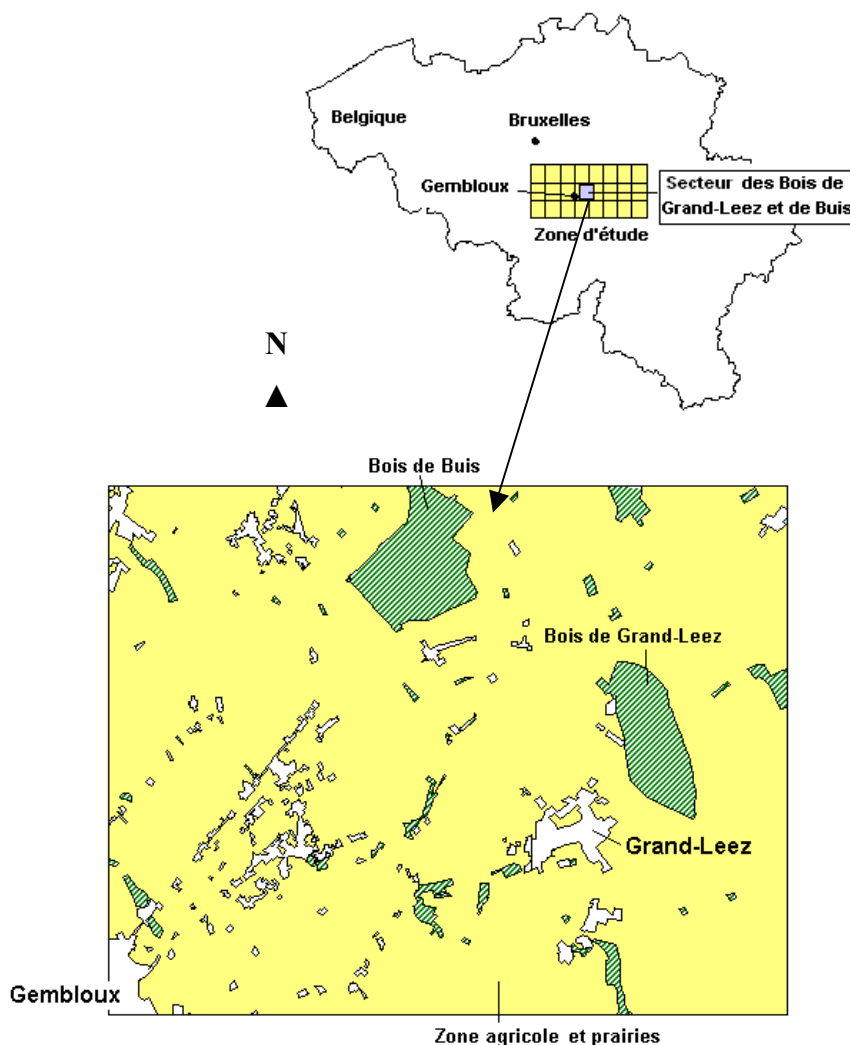 Belgique
Bruxelles
Gembloux
Secteur des Bois de
Grand-Leez et de Buis
Zone d'étude
N
Bois de Buis
Bois de Grand-Leez
Grand-Leez
Gembloux
Zone agricole et prairies